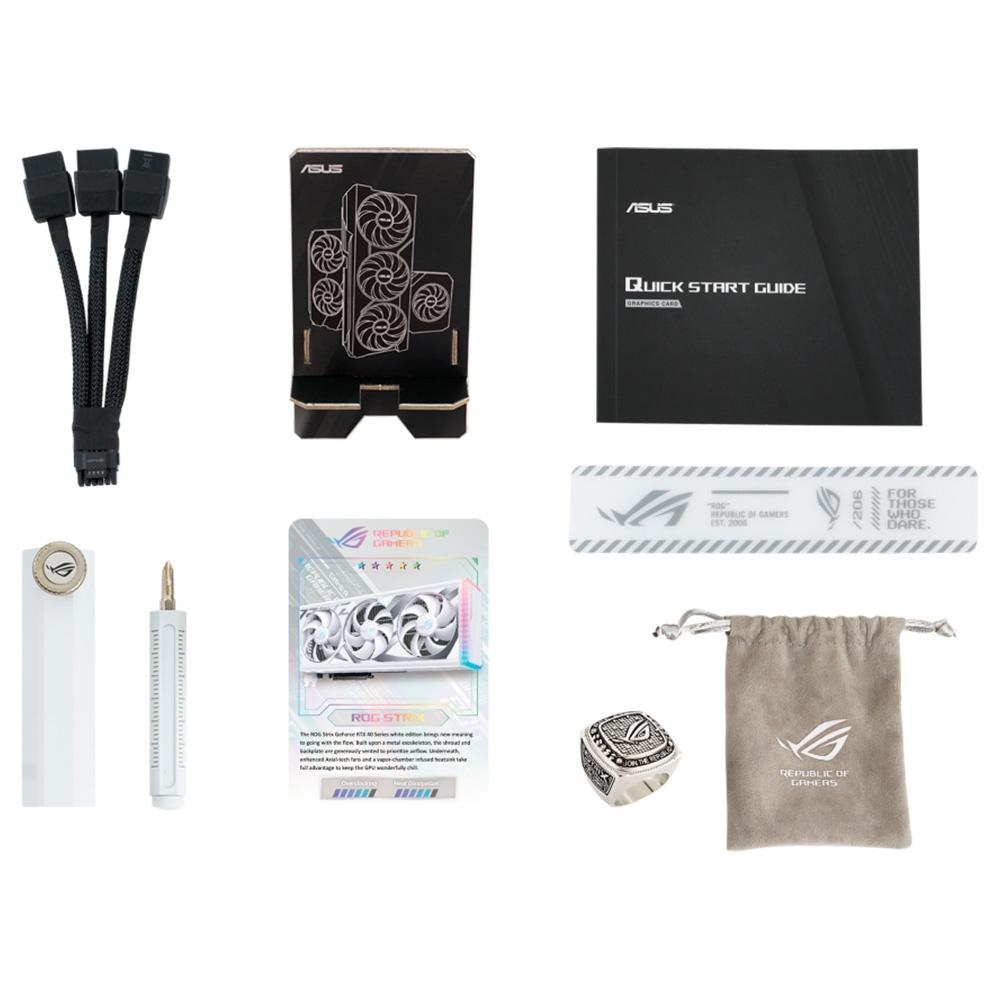 ASUS
ASUS
ASUS
QUICK START GUIDE
GRAPHICS CARD
"ROG"
REPUBLIC OF GAMERS
EST. 2006
/206
FOR
THOSE
WHO
DARE.
REPUBLIC OF
GAMERS
ROG STRIX
The ROG Strix GeForce RTX 40 Series white edition brings new meaning
to going with the flow. Built upon a metal exoskeleton, the shroud and
backplate are generously vented to prioritize airflow. Underneath,
enhanced Axial-tech fans and a vapor-chamber infused heatsink take
full advantage to keep the GPU wonderfully chill.
Overclocking
Heat Dissipation
JOIN THE REPUBLIC
REPUBLIC OF
GAMERS